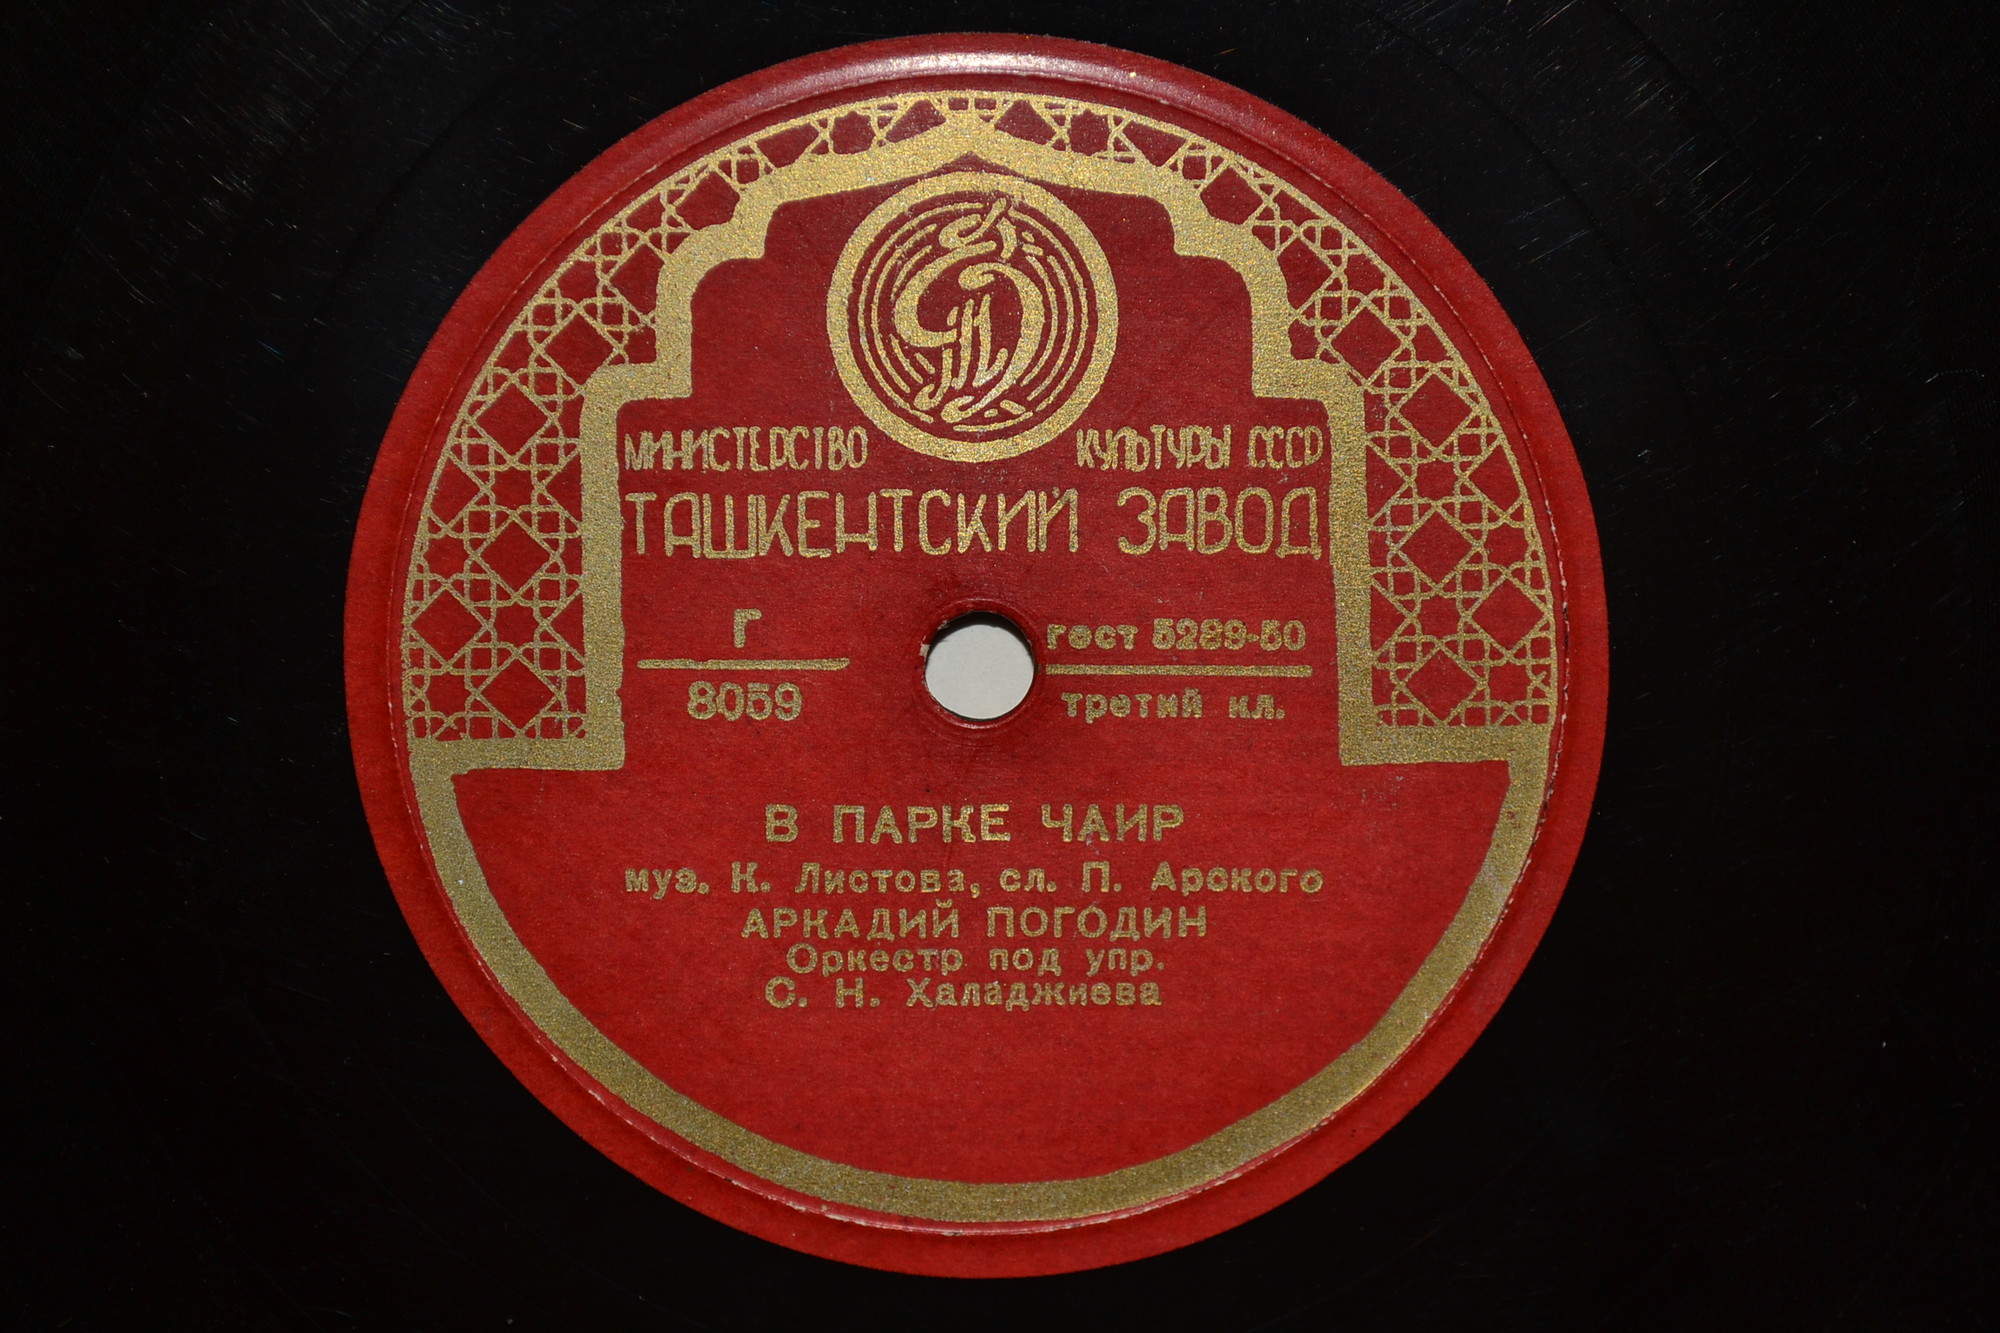 МИНИСТЕРСТВО КУЛЬТУРЫ СССР
ТАШКЕНТСКИЙ ЗАВОД
Г
8059
гост 5289-50
третий кл.
В ПАРКЕ ЧАИР
муз. К. Листова, сл. П. Арского
АРКАДИЙ ПОГОДИН
Оркестр под упр.
С. Н. Халаджиева